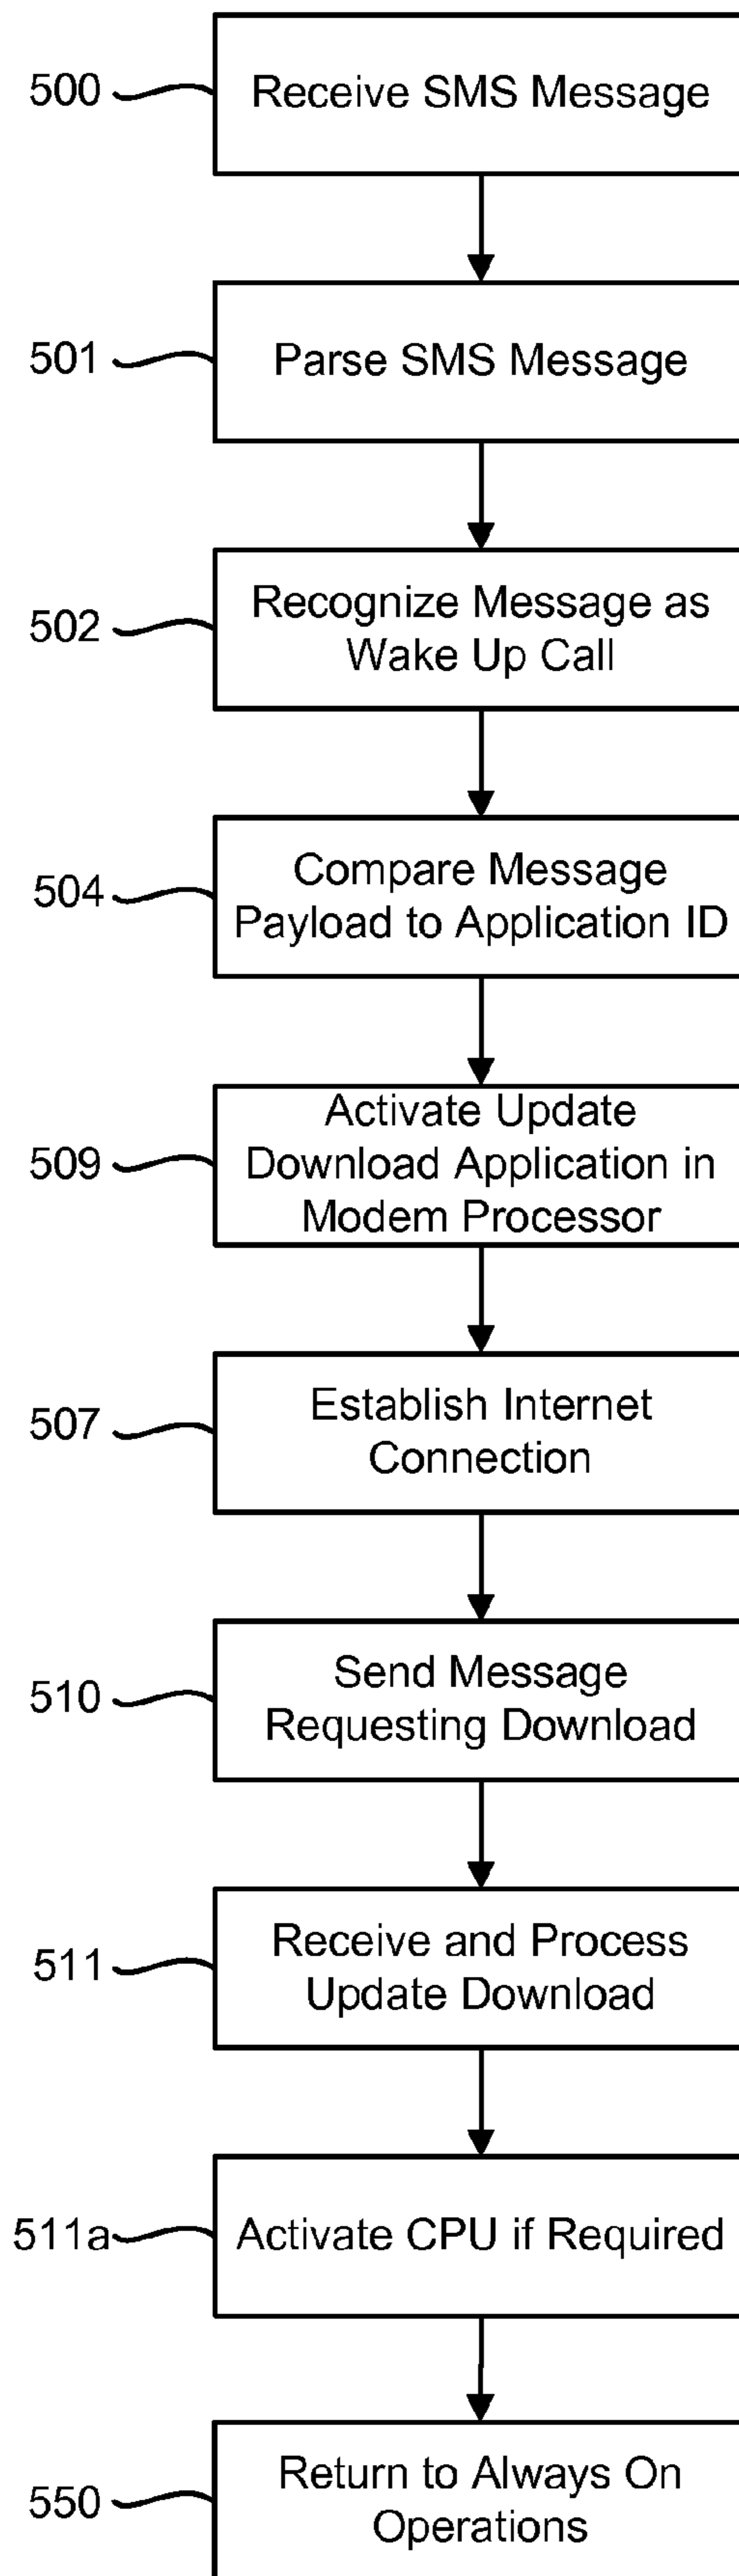 500
Receive SMS Message
501
Parse SMS Message
502
Recognize Message as
Wake Up Call
504
Compare Message
Payload to Application ID
509
Activate Update
Download Application in
Modem Processor
507
Establish Internet
Connection
510
Send Message
Requesting Download
511
Receive and Process
Update Download
511a
Activate CPU if Required
550
Return to Always On
Operations